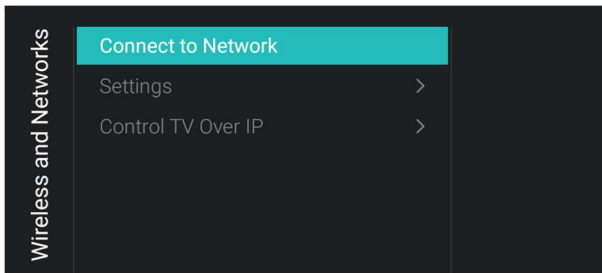 Wireless and Networks
Connect to Network
Settings
Control TV Over IP